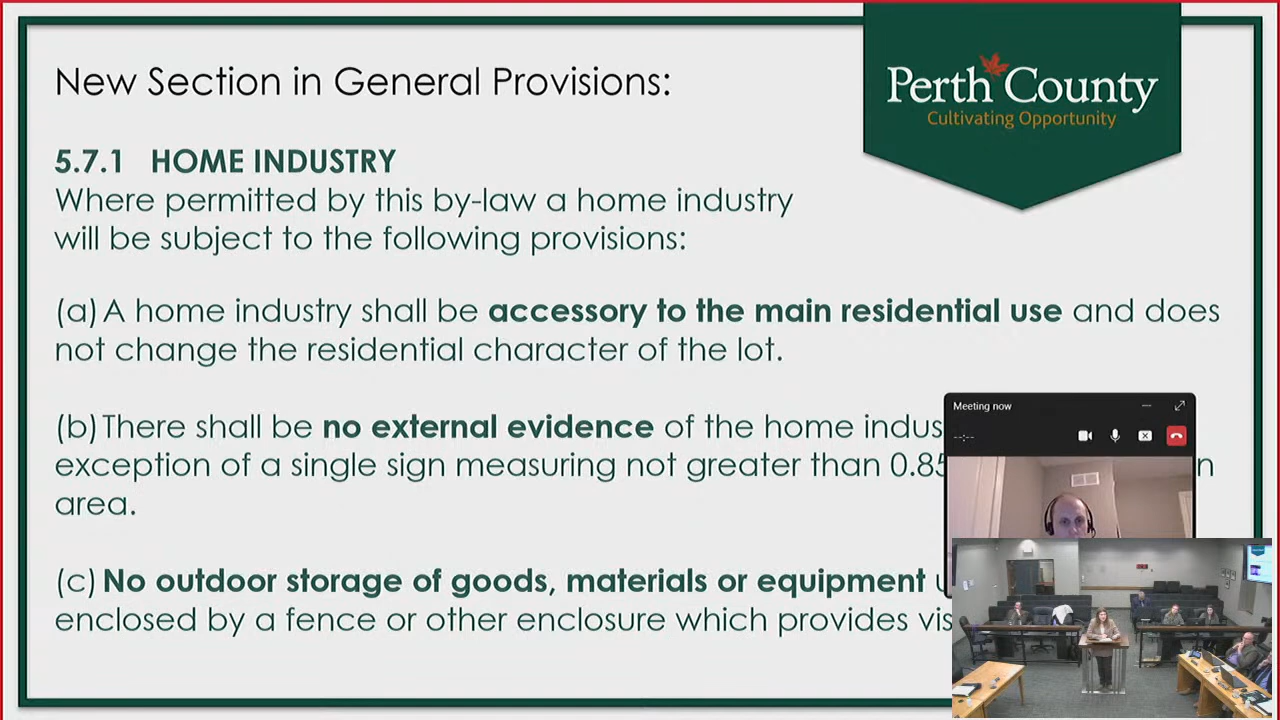 New Section in General Provisions:
Perth County
Cultivating Opportunity
5.7.1 HOME INDUSTRY
Where permitted by this by-law a home industry
will be subject to the following provisions:
(a) A home industry shall be accessory to the main residential use and does
not change the residential character of the lot.
(b) There shall be no external evidence of the home indus
exception of a single sign measuring not greater than 0.85
area.
(c) No outdoor storage of goods, materials or equipment
enclosed by a fence or other enclosure which provides vis
Meeting now
--:--